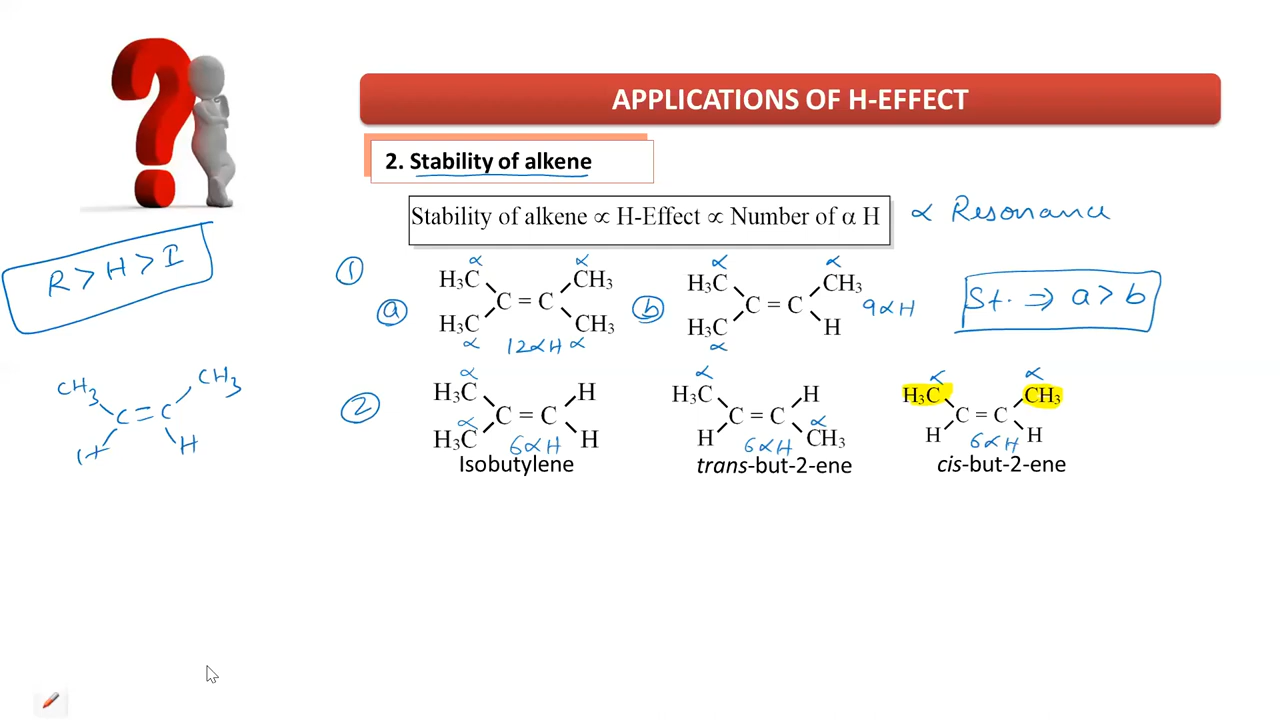 APPLICATIONS OF H-EFFECT
2. Stability of alkene
Stability of alkene ∝ H-Effect ∝ Number of α H ∝ Resonance
R > H > I
①
ⓐ
α α
H₃C CH₃
C = C
H₃C CH₃
α 12αH α
ⓑ
α
H₃C CH₃
C = C 9αH
H₃C H
α
St. ⇒ a > b
CH₃ CH₃
C = C
H H
②
α
H₃C H
C = C
α
H₃C 6αH H
Isobutylene
α
H₃C H
C = C
α
H 6αH CH₃
trans-but-2-ene
α α
H₃C CH₃
C = C
H 6αH H
cis-but-2-ene